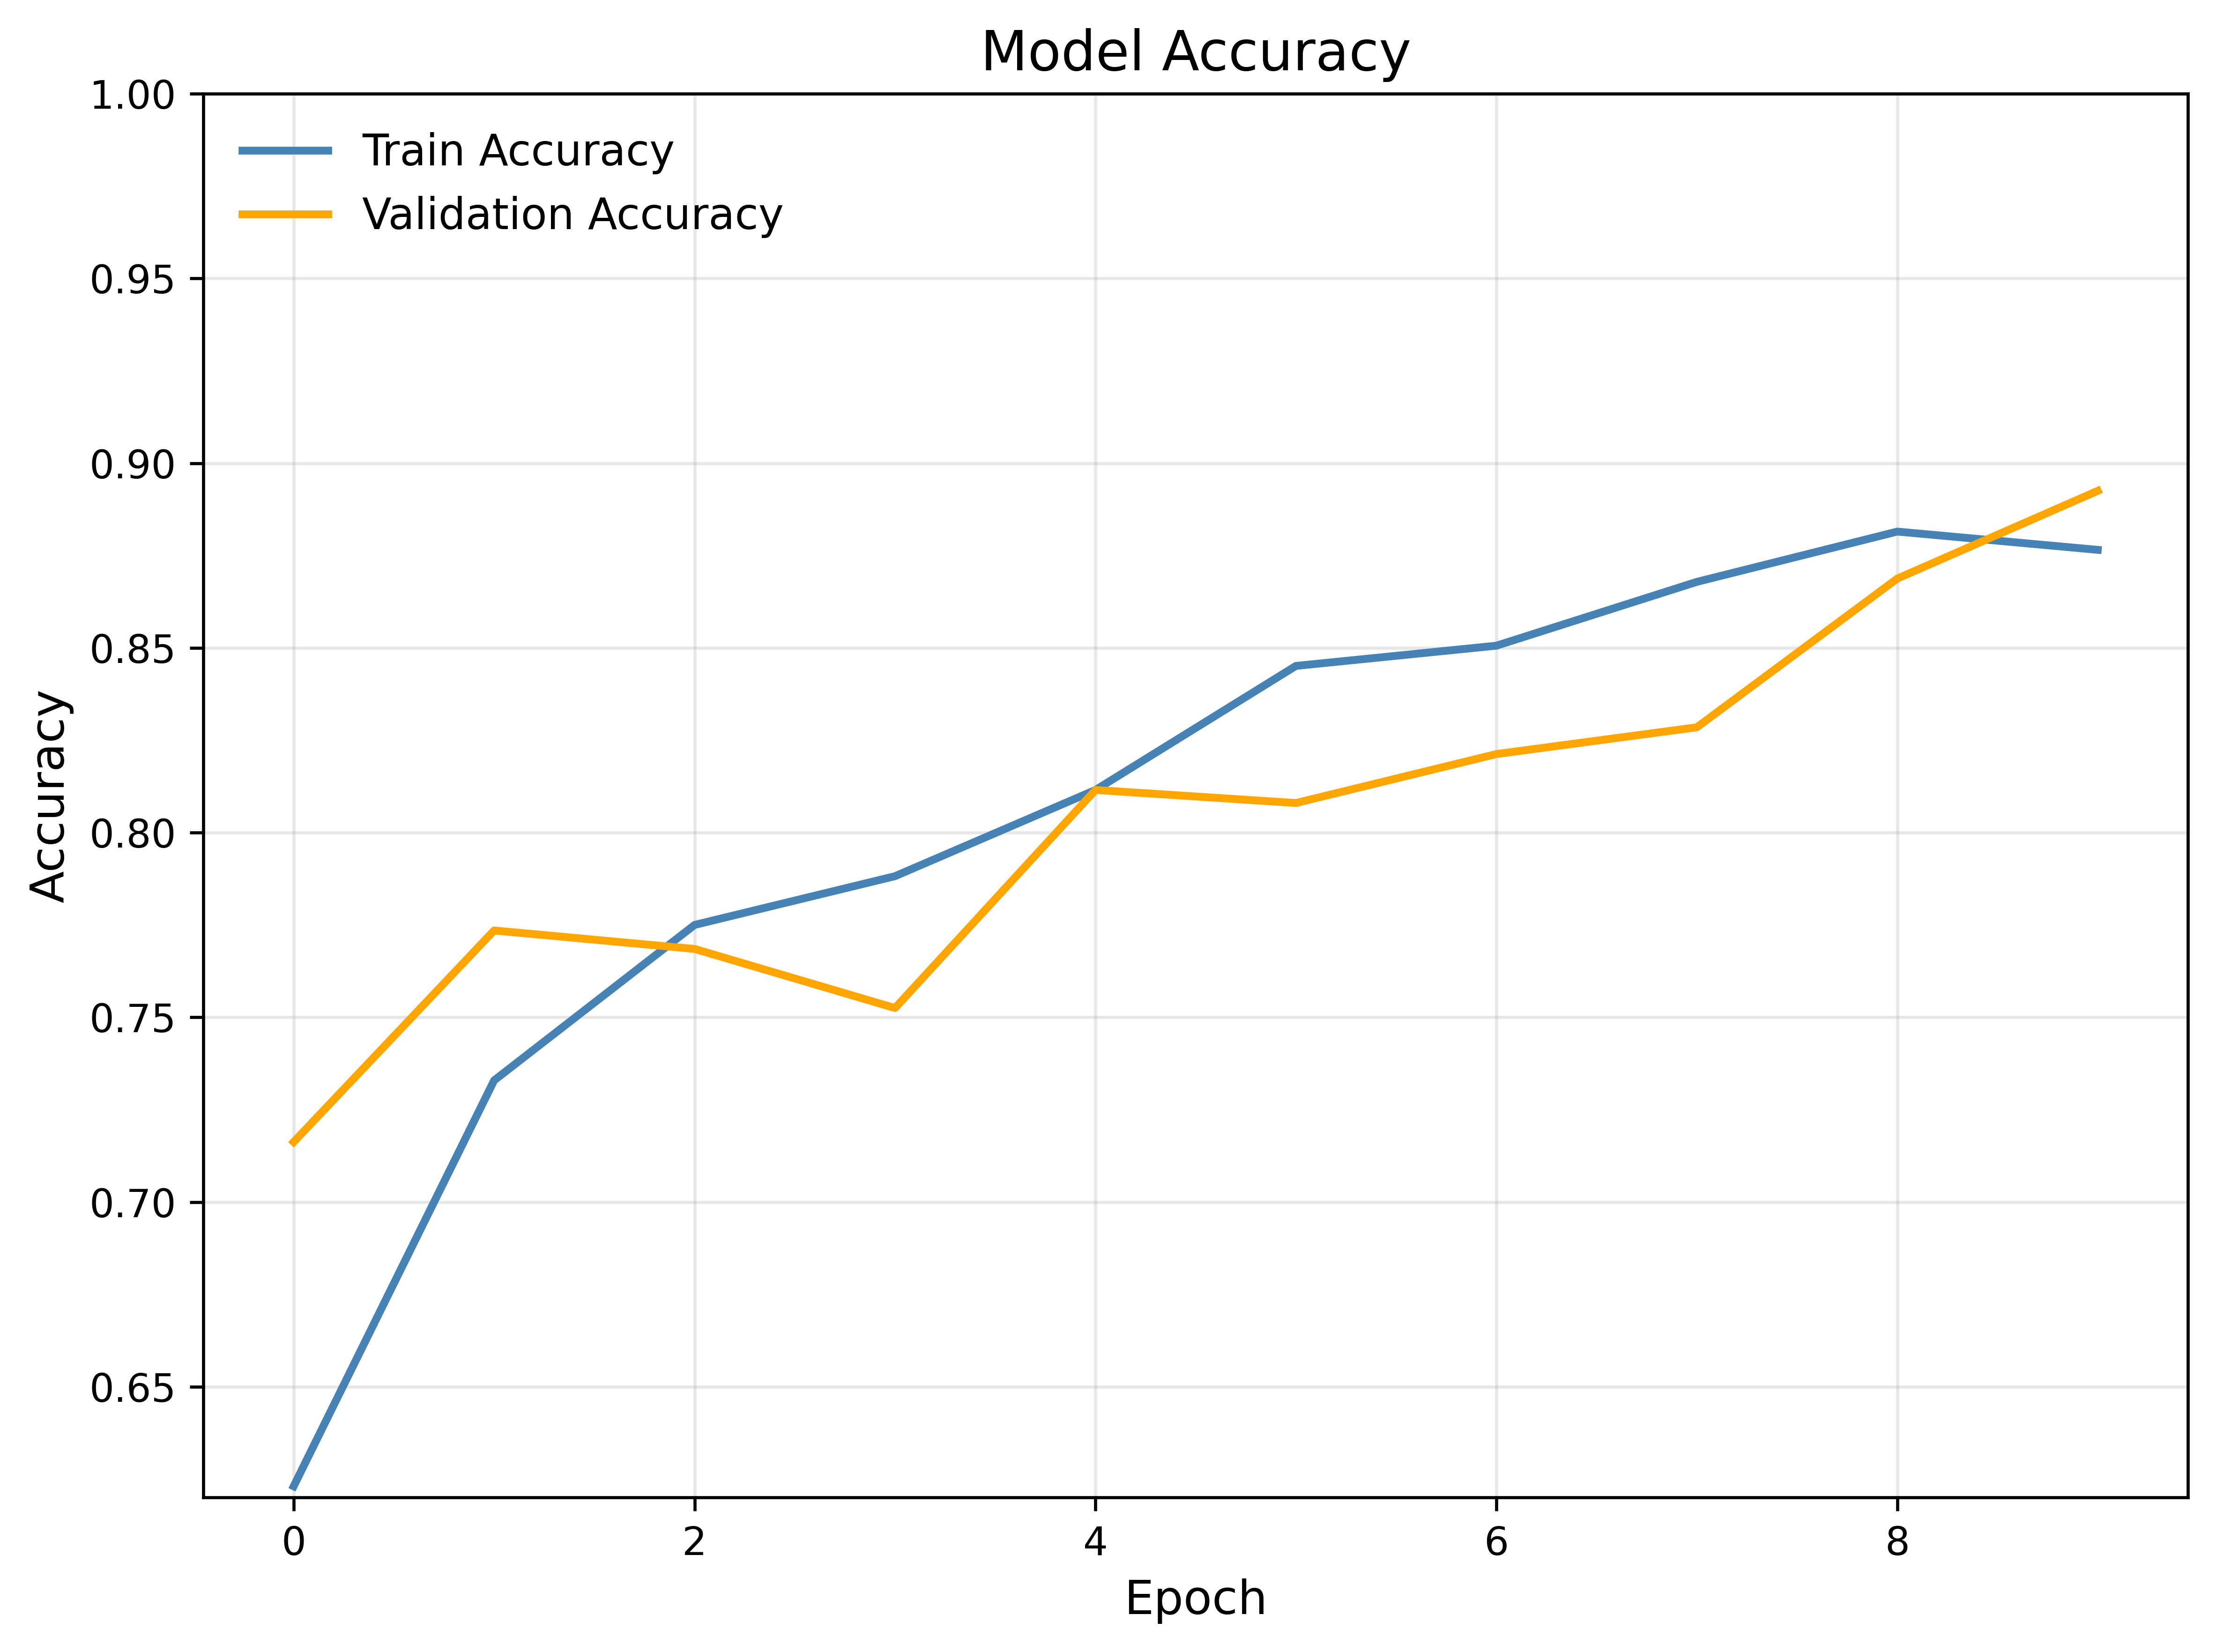 Model Accuracy
Train Accuracy
Validation Accuracy
1.00
0.95
0.90
0.85
0.80
0.75
0.70
0.65
Accuracy
0 2 4 6 8
Epoch